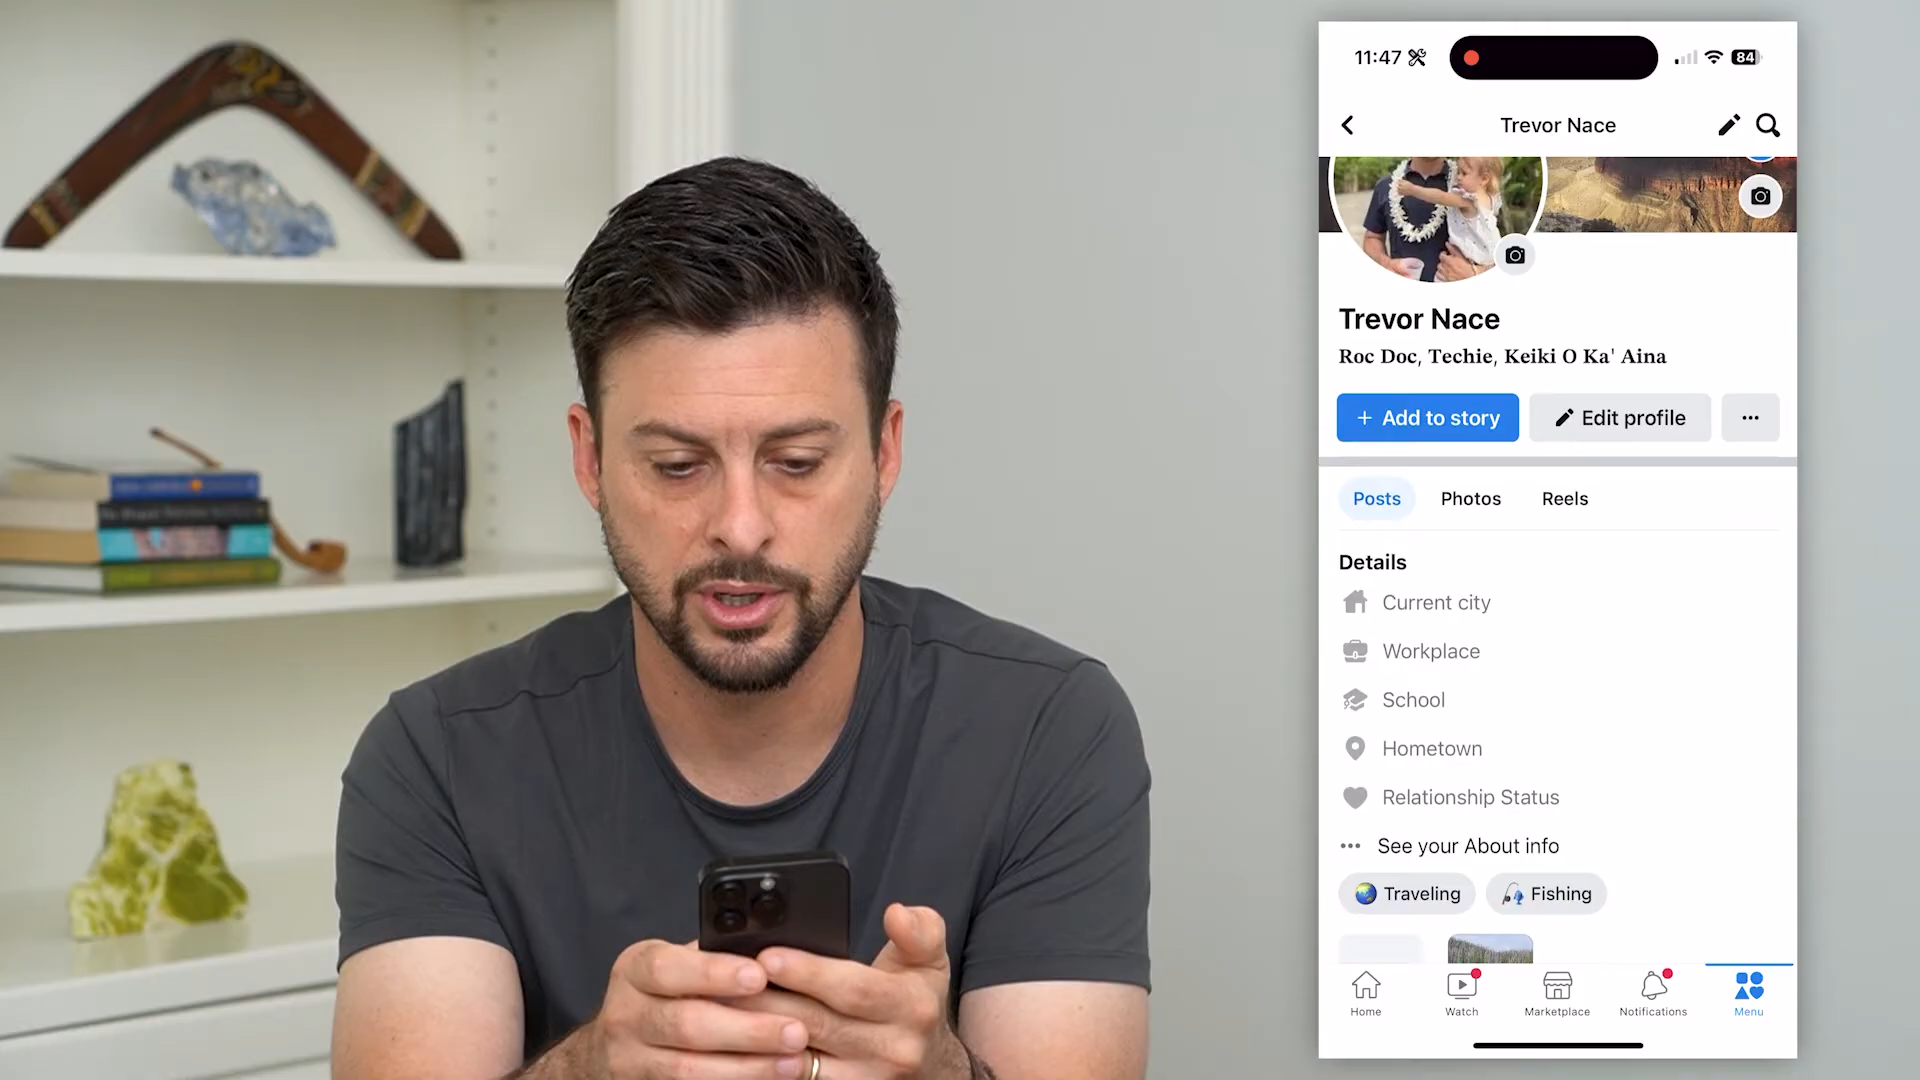 11:47
84
Trevor Nace
Trevor Nace
Roc Doc, Techie, Keiki O Ka' Aina
+ Add to story
Edit profile
Posts
Photos
Reels
Details
Current city
Workplace
School
Hometown
Relationship Status
See your About info
Traveling
Fishing
Home
Watch
Marketplace
Notifications
Menu